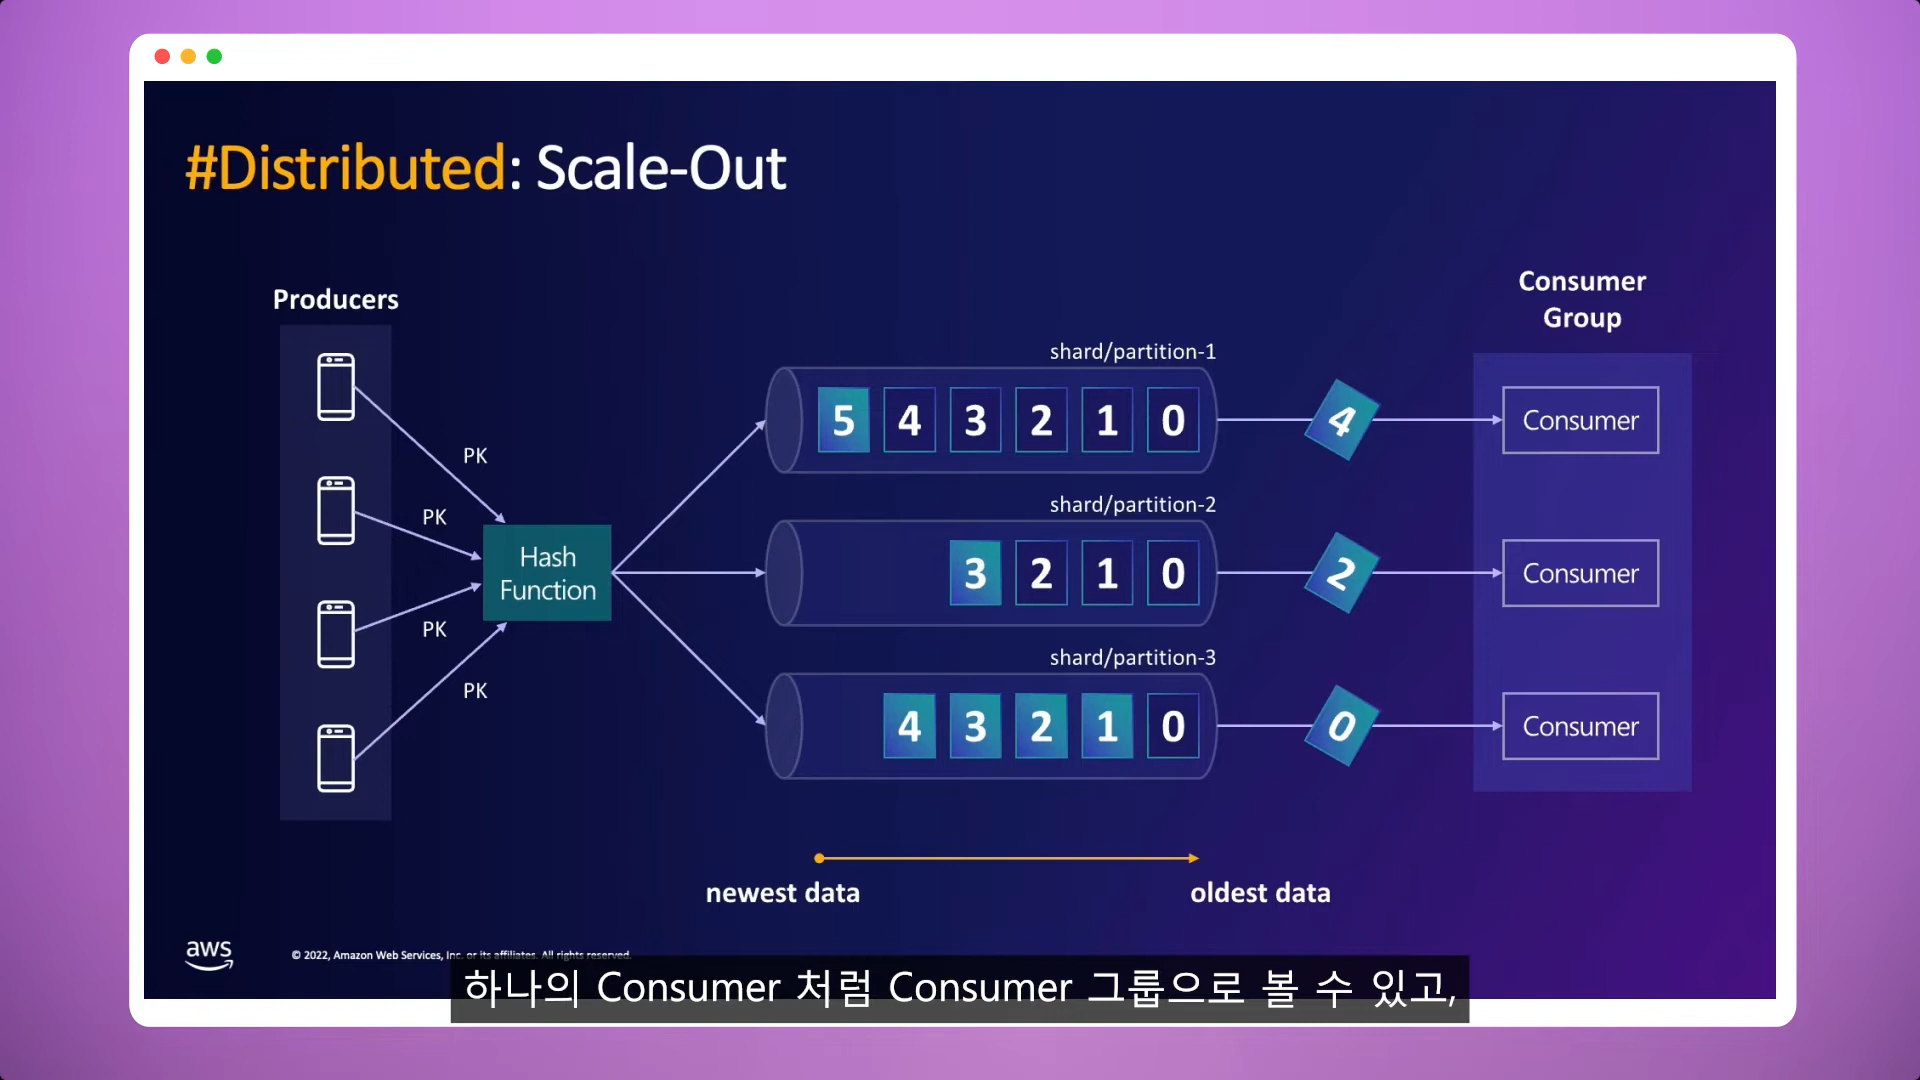 #Distributed: Scale-Out
Producers
PK
PK
PK
PK
Hash
Function
shard/partition-1
5 4 3 2 1 0
4
shard/partition-2
3 2 1 0
2
shard/partition-3
4 3 2 1 0
0
Consumer
Group
Consumer
Consumer
Consumer
newest data
oldest data
aws
© 2022, Amazon Web Services, Inc. or its affiliates. All rights reserved.
하나의 Consumer 처럼 Consumer 그룹으로 볼 수 있고,